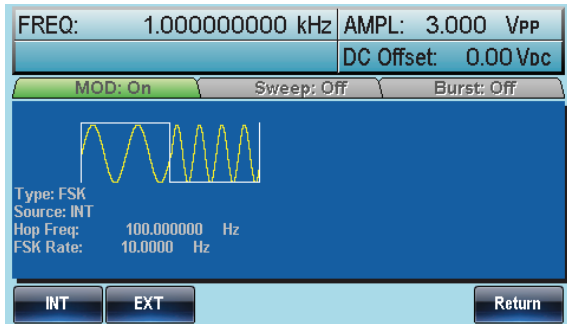 FREQ: 1.000000000 kHz AMPL: 3.000 VPP
DC Offset: 0.00 VDC
MOD: On Sweep: Off Burst: Off
Type: FSK
Source: INT
Hop Freq: 100.000000 Hz
FSK Rate: 10.0000 Hz
INT EXT Return